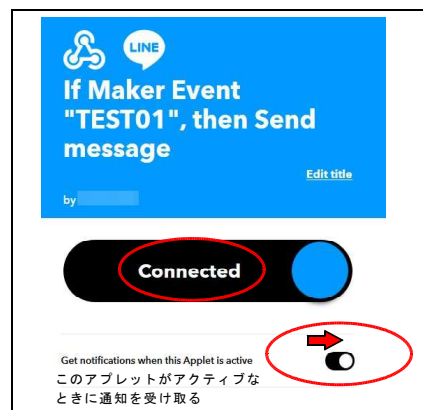 LINE
If Maker Event
"TEST01", then Send
message
Edit title
by
Connected
Get notifications when this Applet is active
このアプレットがアクティブな
ときに通知を受け取る